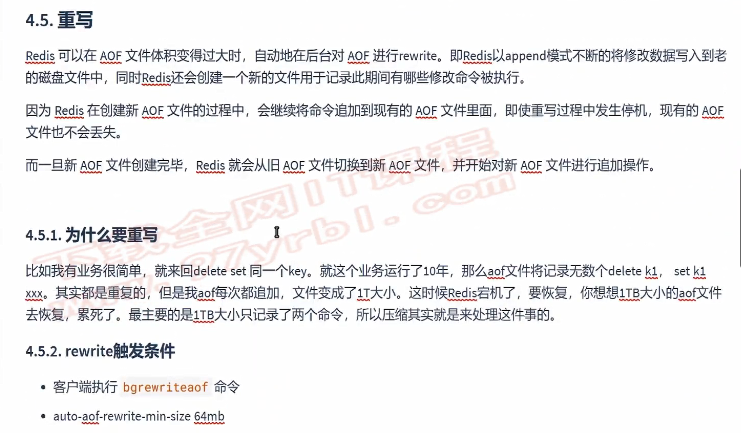 4.5. 重写
Redis 可以在 AOF 文件体积变得过大时，自动地在后台对 AOF 进行rewrite。即Redis以append模式不断的将修改数据写入到老
的磁盘文件中，同时Redis还会创建一个新的文件用于记录此期间有哪些修改命令被执行。
因为 Redis 在创建新 AOF 文件的过程中，会继续将命令追加到现有的 AOF 文件里面，即使重写过程中发生停机，现有的 AOF
文件也不会丢失。
而一旦新 AOF 文件创建完毕，Redis 就会从旧 AOF 文件切换到新 AOF 文件，并开始对新 AOF 文件进行追加操作。
下载全网IT课程
www.97yrbl.com
4.5.1. 为什么要重写
比如我有业务很简单，就来回delete set 同一个key。就这个业务运行了10年，那么aof文件将记录无数个delete k1， set k1
xxx。其实都是重复的，但是我aof每次都追加，文件变成了1T大小。这时候Redis宕机了，要恢复，你想想1TB大小的aof文件
去恢复，累死了。最主要的是1TB大小只记录了两个命令，所以压缩其实就是来处理这件事的。
4.5.2. rewrite触发条件
• 客户端执行 bgrewriteaof 命令
• auto-aof-rewrite-min-size 64mb